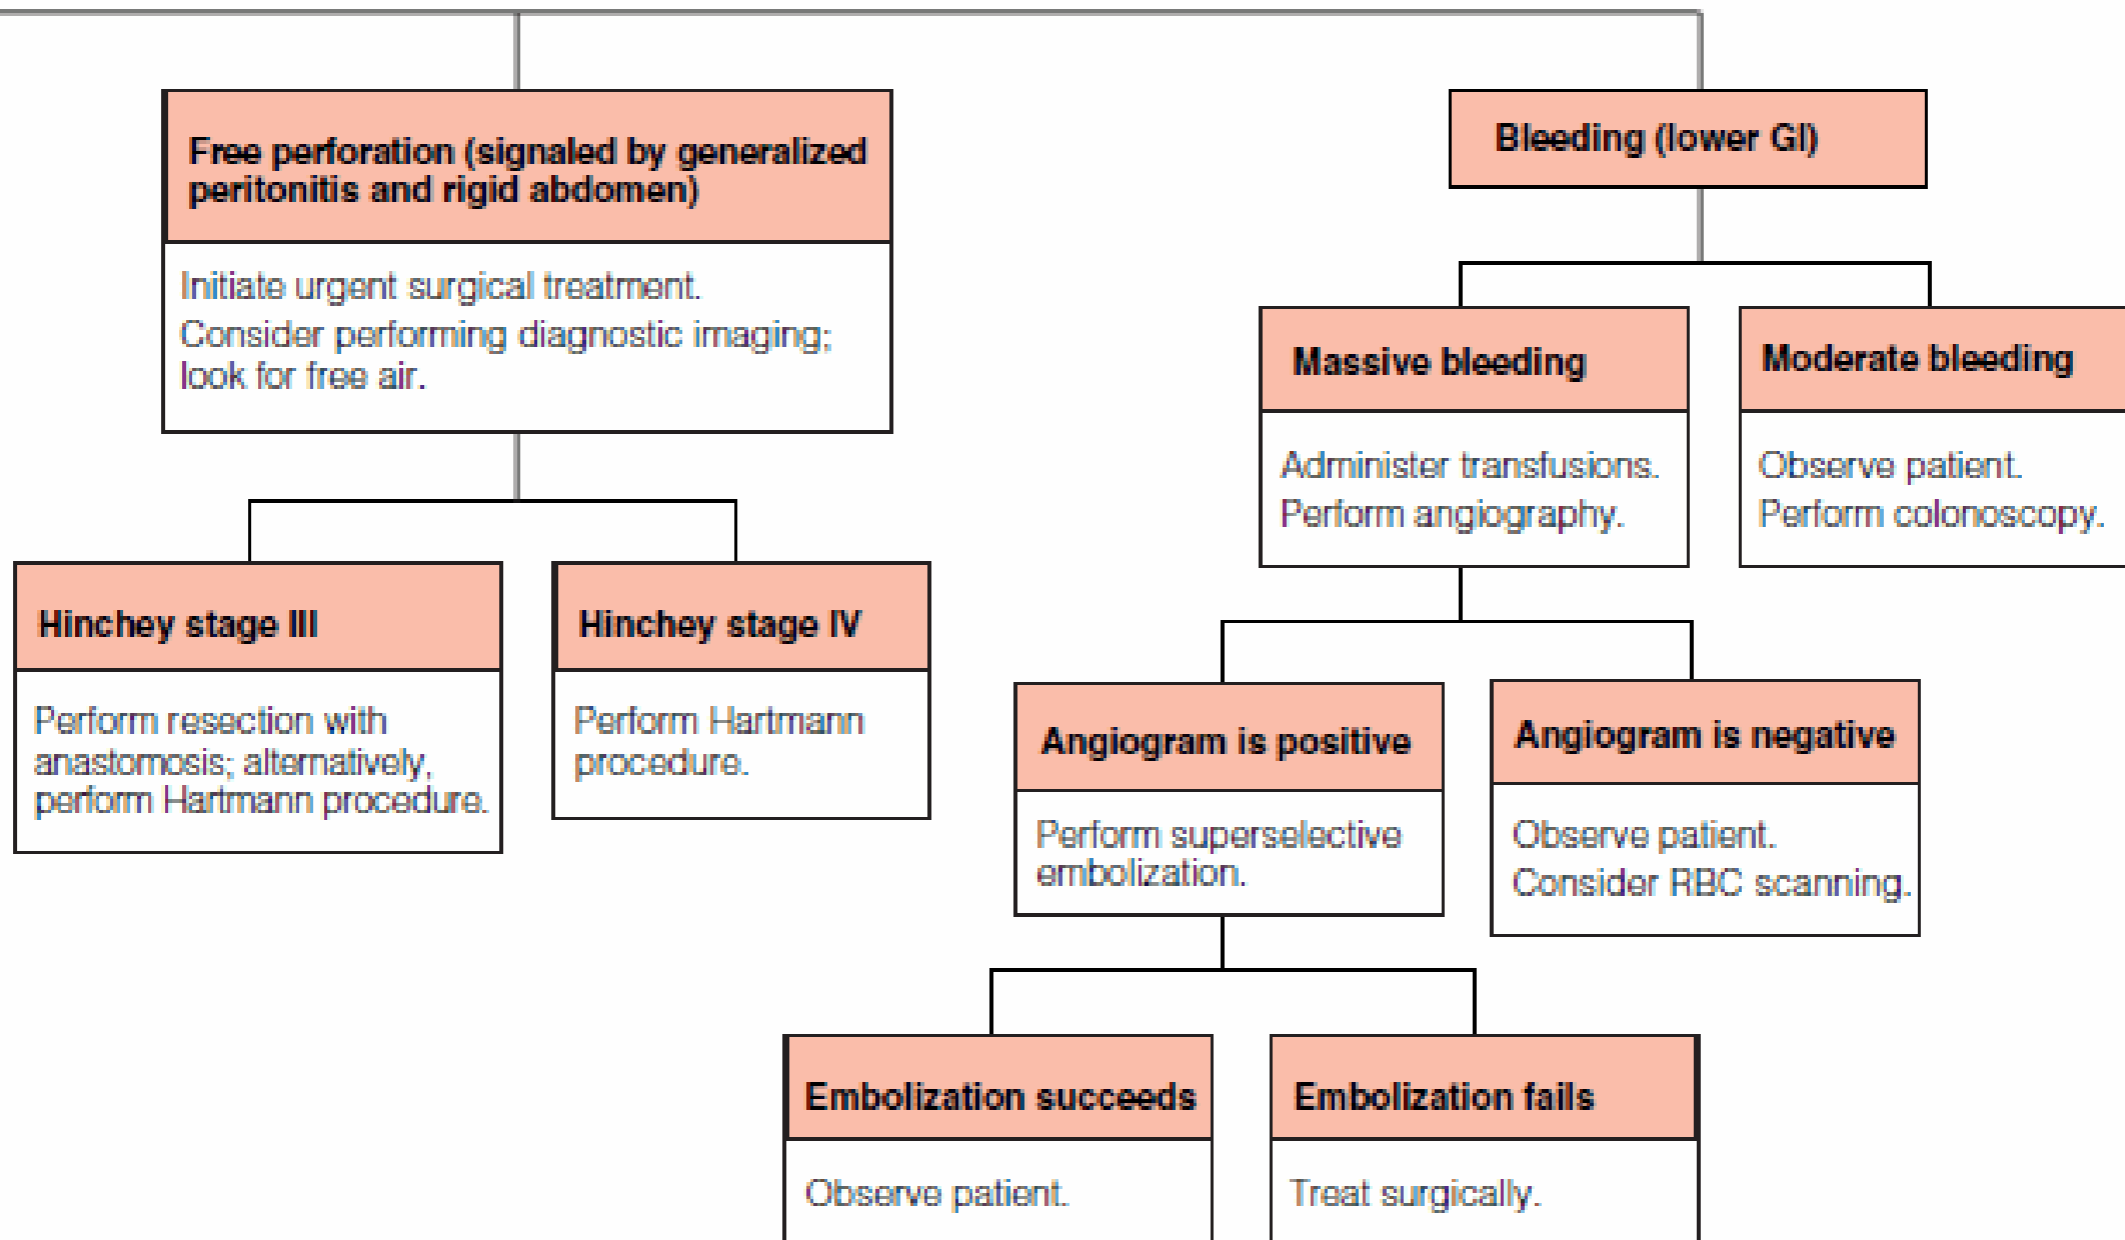 Free perforation (signaled by generalized
peritonitis and rigid abdomen)
Initiate urgent surgical treatment.
Consider performing diagnostic imaging;
look for free air.
Hinchey stage III
Perform resection with
anastomosis; alternatively,
perform Hartmann procedure.
Hinchey stage IV
Perform Hartmann
procedure.
Bleeding (lower GI)
Massive bleeding
Administer transfusions.
Perform angiography.
Moderate bleeding
Observe patient.
Perform colonoscopy.
Angiogram is positive
Perform superselective
embolization.
Angiogram is negative
Observe patient.
Consider RBC scanning.
Embolization succeeds
Observe patient.
Embolization fails
Treat surgically.